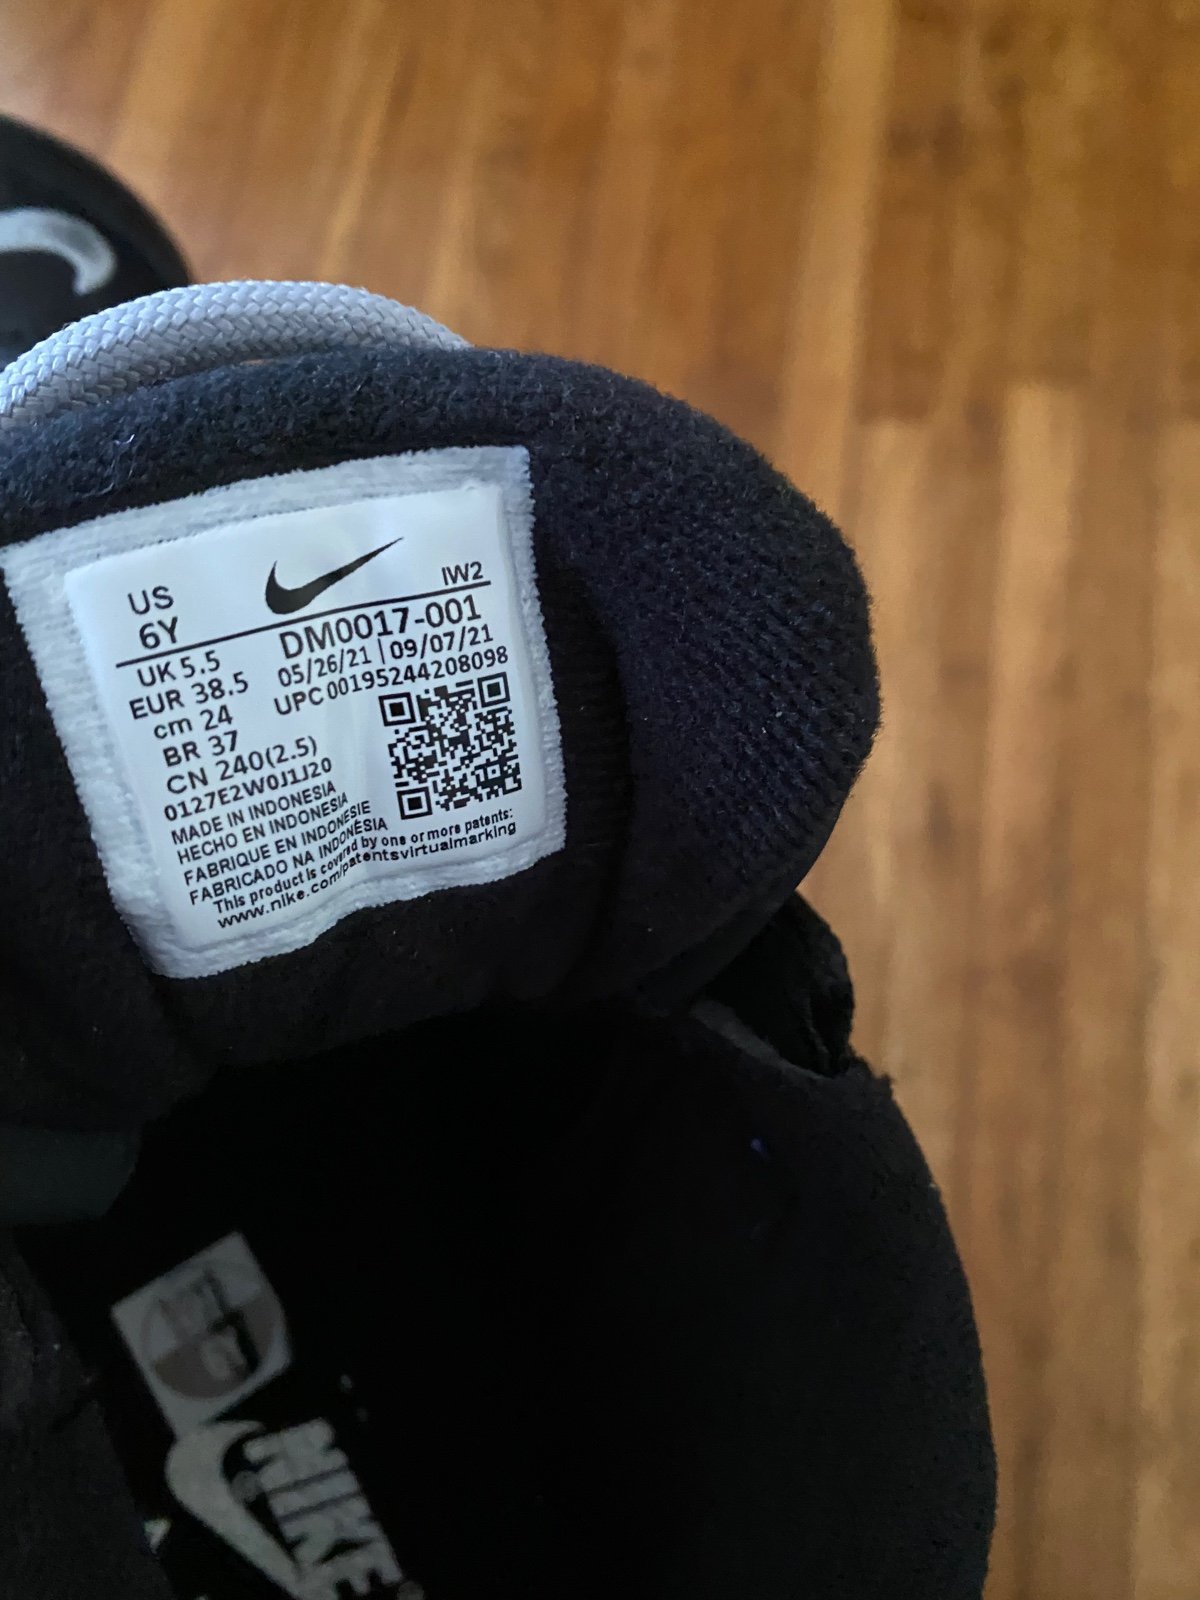 US
6Y
IW2
UK 5.5
DM0017-001
EUR 38.5
05/26/21 | 09/07/21
cm 24
UPC 00195244208098
BR 37
CN 240(2.5)
0127E2W0J1J20
MADE IN INDONESIA
HECHO EN INDONESIA
FABRIQUE EN INDONESIE
FABRICADO NA INDONÉSIA
This product is covered by one or more patents:
www.nike.com/patentsvirtualmarking
NIKE